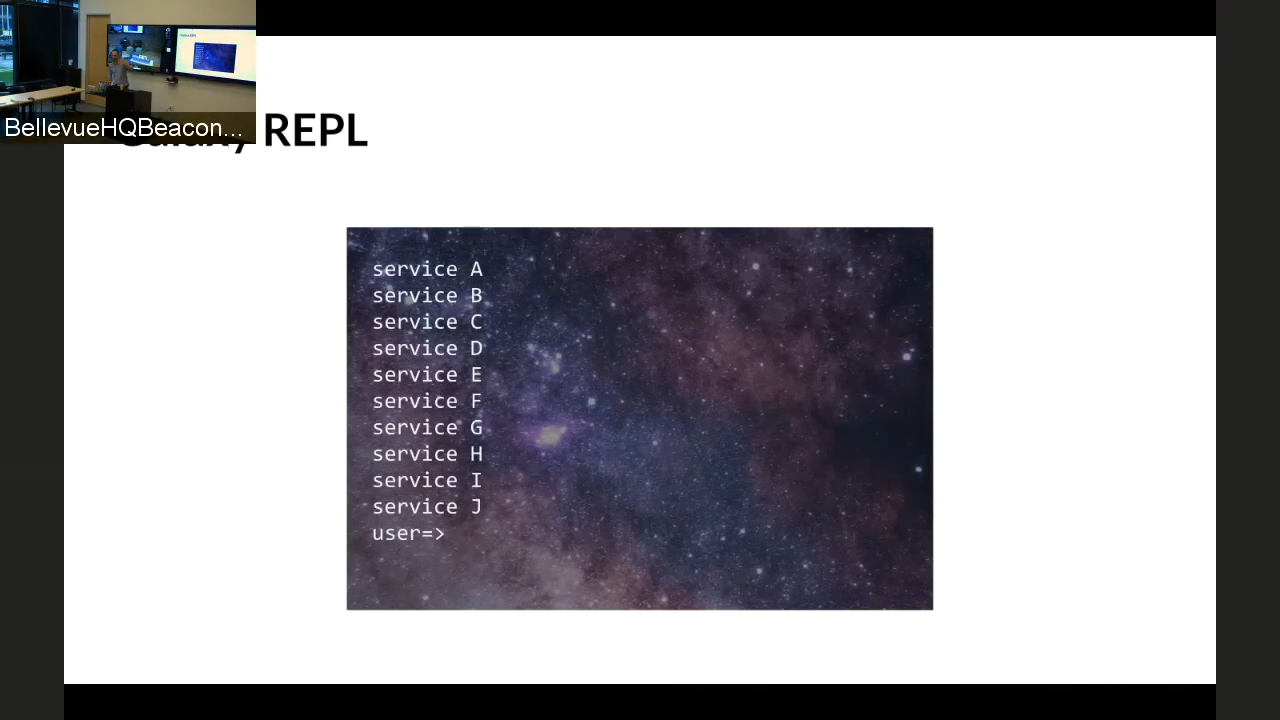 BellevueHQBeacon...
REPL
service A
service B
service C
service D
service E
service F
service G
service H
service I
service J
user=>